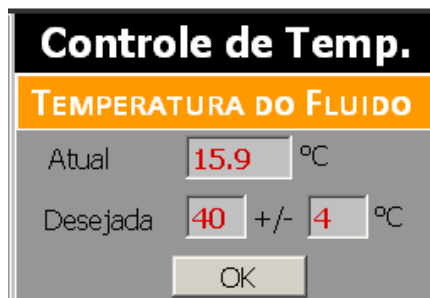 Controle de Temp.
TEMPERATURA DO FLUIDO
Atual 15.9 ºC
Desejada 40 +/- 4 ºC
OK